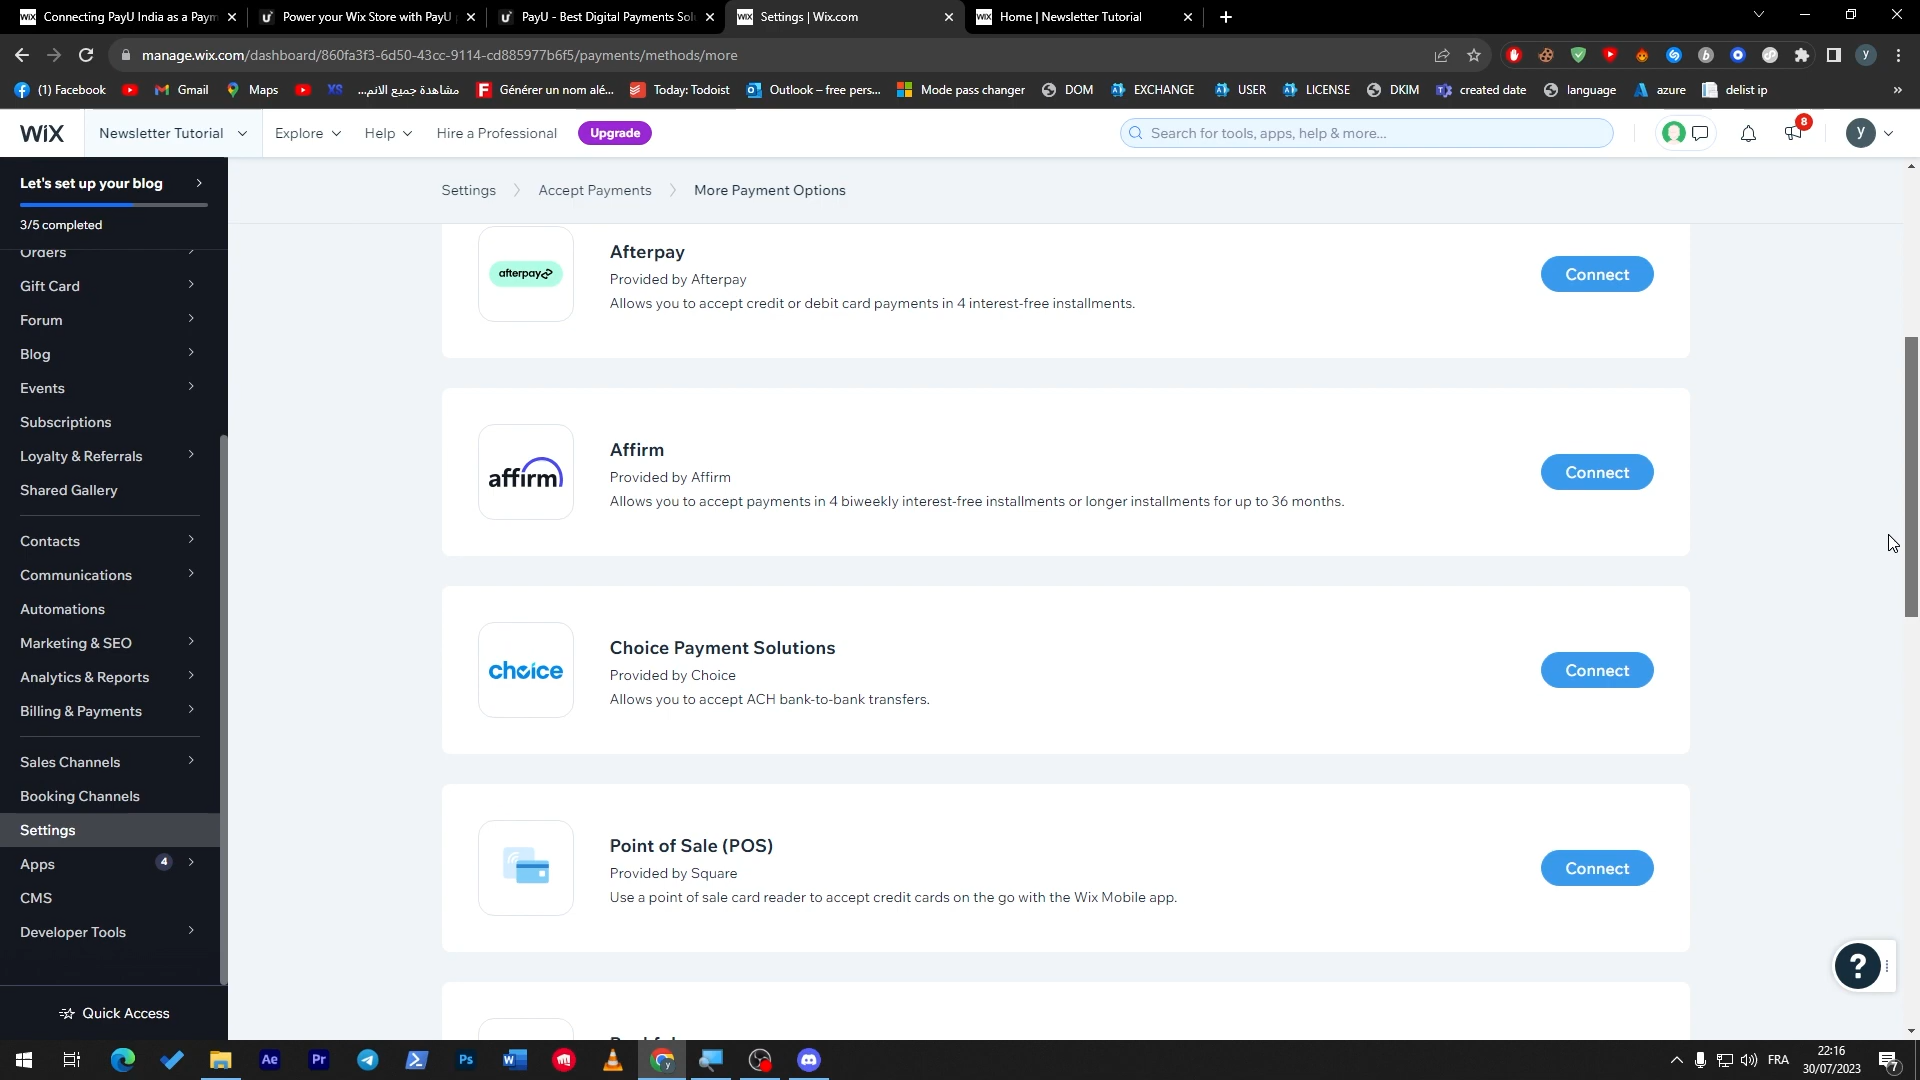 Connecting PayU India as a Paym
Power your Wix Store with PayU
PayU - Best Digital Payments Sol
Settings | Wix.com
Home | Newsletter Tutorial
manage.wix.com/dashboard/860fa3f3-6d50-43cc-9114-cd885977b6f5/payments/methods/more
(1) Facebook
Gmail
Maps
XS
مشاهدة جميع الانم...
Générer un nom alé...
Today: Todoist
Outlook – free pers...
Mode pass changer
DOM
EXCHANGE
USER
LICENSE
DKIM
created date
language
azure
delist ip
WIX
Newsletter Tutorial
Explore
Help
Hire a Professional
Upgrade
Search for tools, apps, help & more...
8
y
Let's set up your blog
3/5 completed
Orders
Gift Card
Forum
Blog
Events
Subscriptions
Loyalty & Referrals
Shared Gallery
Contacts
Communications
Automations
Marketing & SEO
Analytics & Reports
Billing & Payments
Sales Channels
Booking Channels
Settings
Apps 4
CMS
Developer Tools
Quick Access
Settings > Accept Payments > More Payment Options
afterpay
Afterpay
Provided by Afterpay
Allows you to accept credit or debit card payments in 4 interest-free installments.
Connect
affirm
Affirm
Provided by Affirm
Allows you to accept payments in 4 biweekly interest-free installments or longer installments for up to 36 months.
Connect
choice
Choice Payment Solutions
Provided by Choice
Allows you to accept ACH bank-to-bank transfers.
Connect
Point of Sale (POS)
Provided by Square
Use a point of sale card reader to accept credit cards on the go with the Wix Mobile app.
Connect
?
Ae
Pr
Ps
FRA
22:16
30/07/2023
7